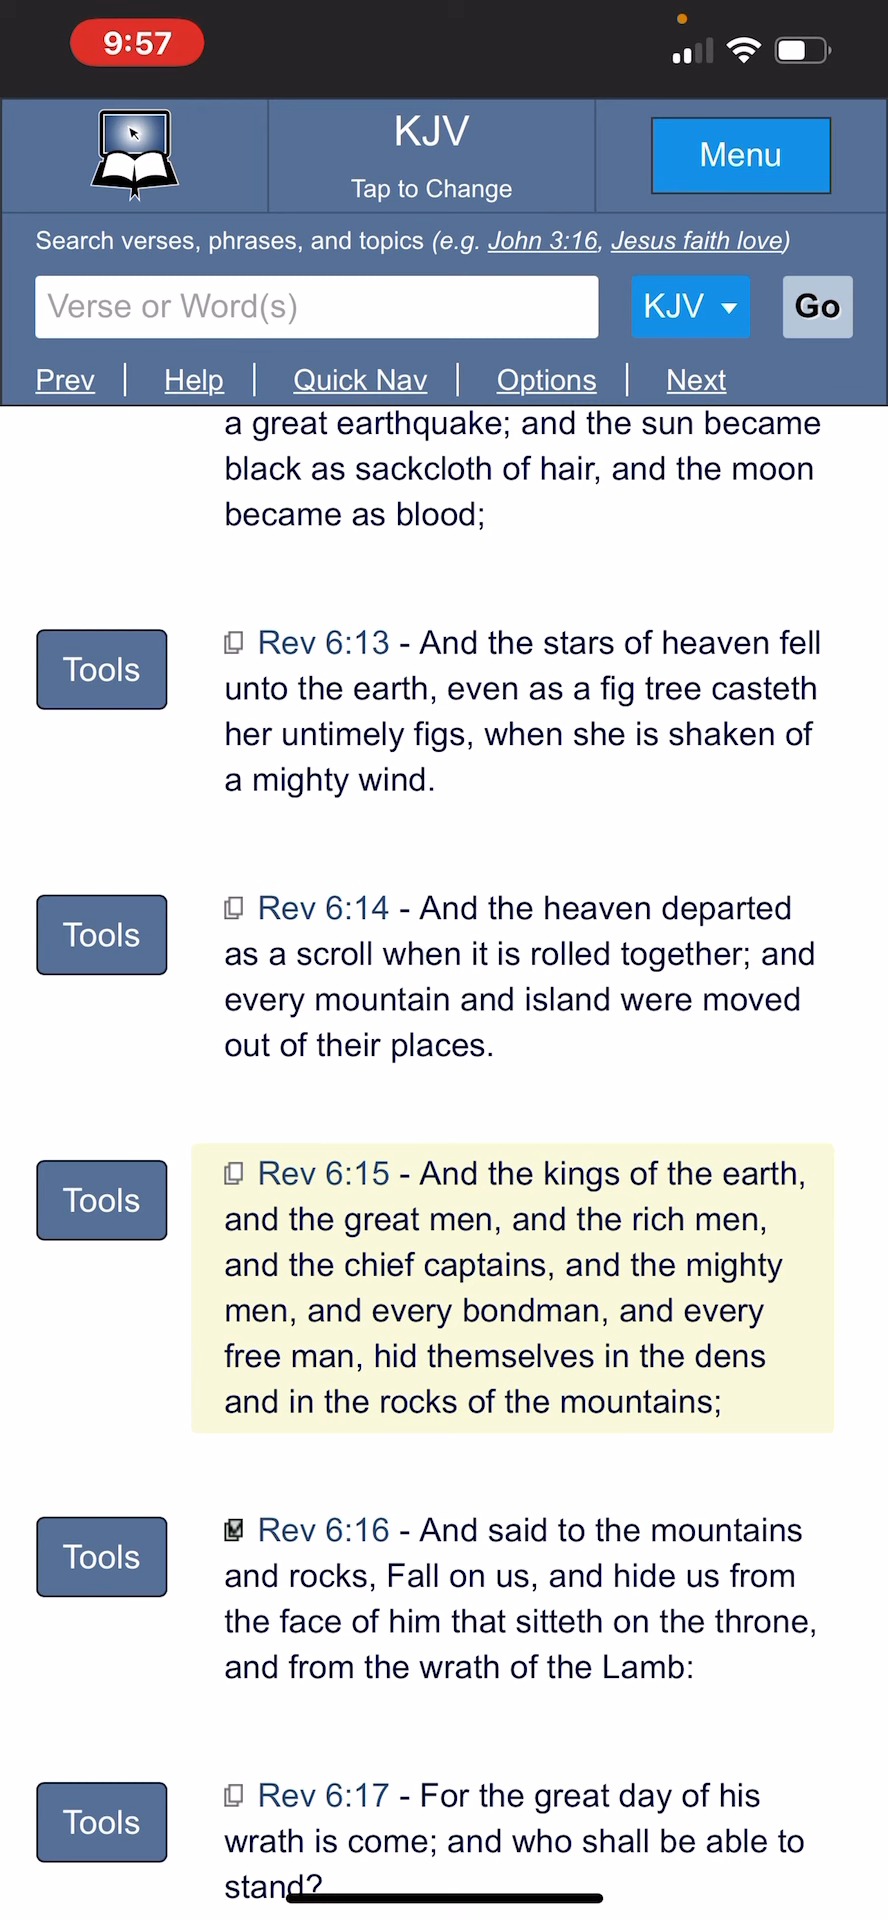 9:57
KJV
Tap to Change
Menu
Search verses, phrases, and topics (e.g. John 3:16, Jesus faith love)
Verse or Word(s)
KJV
Go
Prev | Help | Quick Nav | Options | Next
a great earthquake; and the sun became
black as sackcloth of hair, and the moon
became as blood;
Tools
Rev 6:13 - And the stars of heaven fell
unto the earth, even as a fig tree casteth
her untimely figs, when she is shaken of
a mighty wind.
Tools
Rev 6:14 - And the heaven departed
as a scroll when it is rolled together; and
every mountain and island were moved
out of their places.
Tools
Rev 6:15 - And the kings of the earth,
and the great men, and the rich men,
and the chief captains, and the mighty
men, and every bondman, and every
free man, hid themselves in the dens
and in the rocks of the mountains;
Tools
Rev 6:16 - And said to the mountains
and rocks, Fall on us, and hide us from
the face of him that sitteth on the throne,
and from the wrath of the Lamb:
Tools
Rev 6:17 - For the great day of his
wrath is come; and who shall be able to
stand?